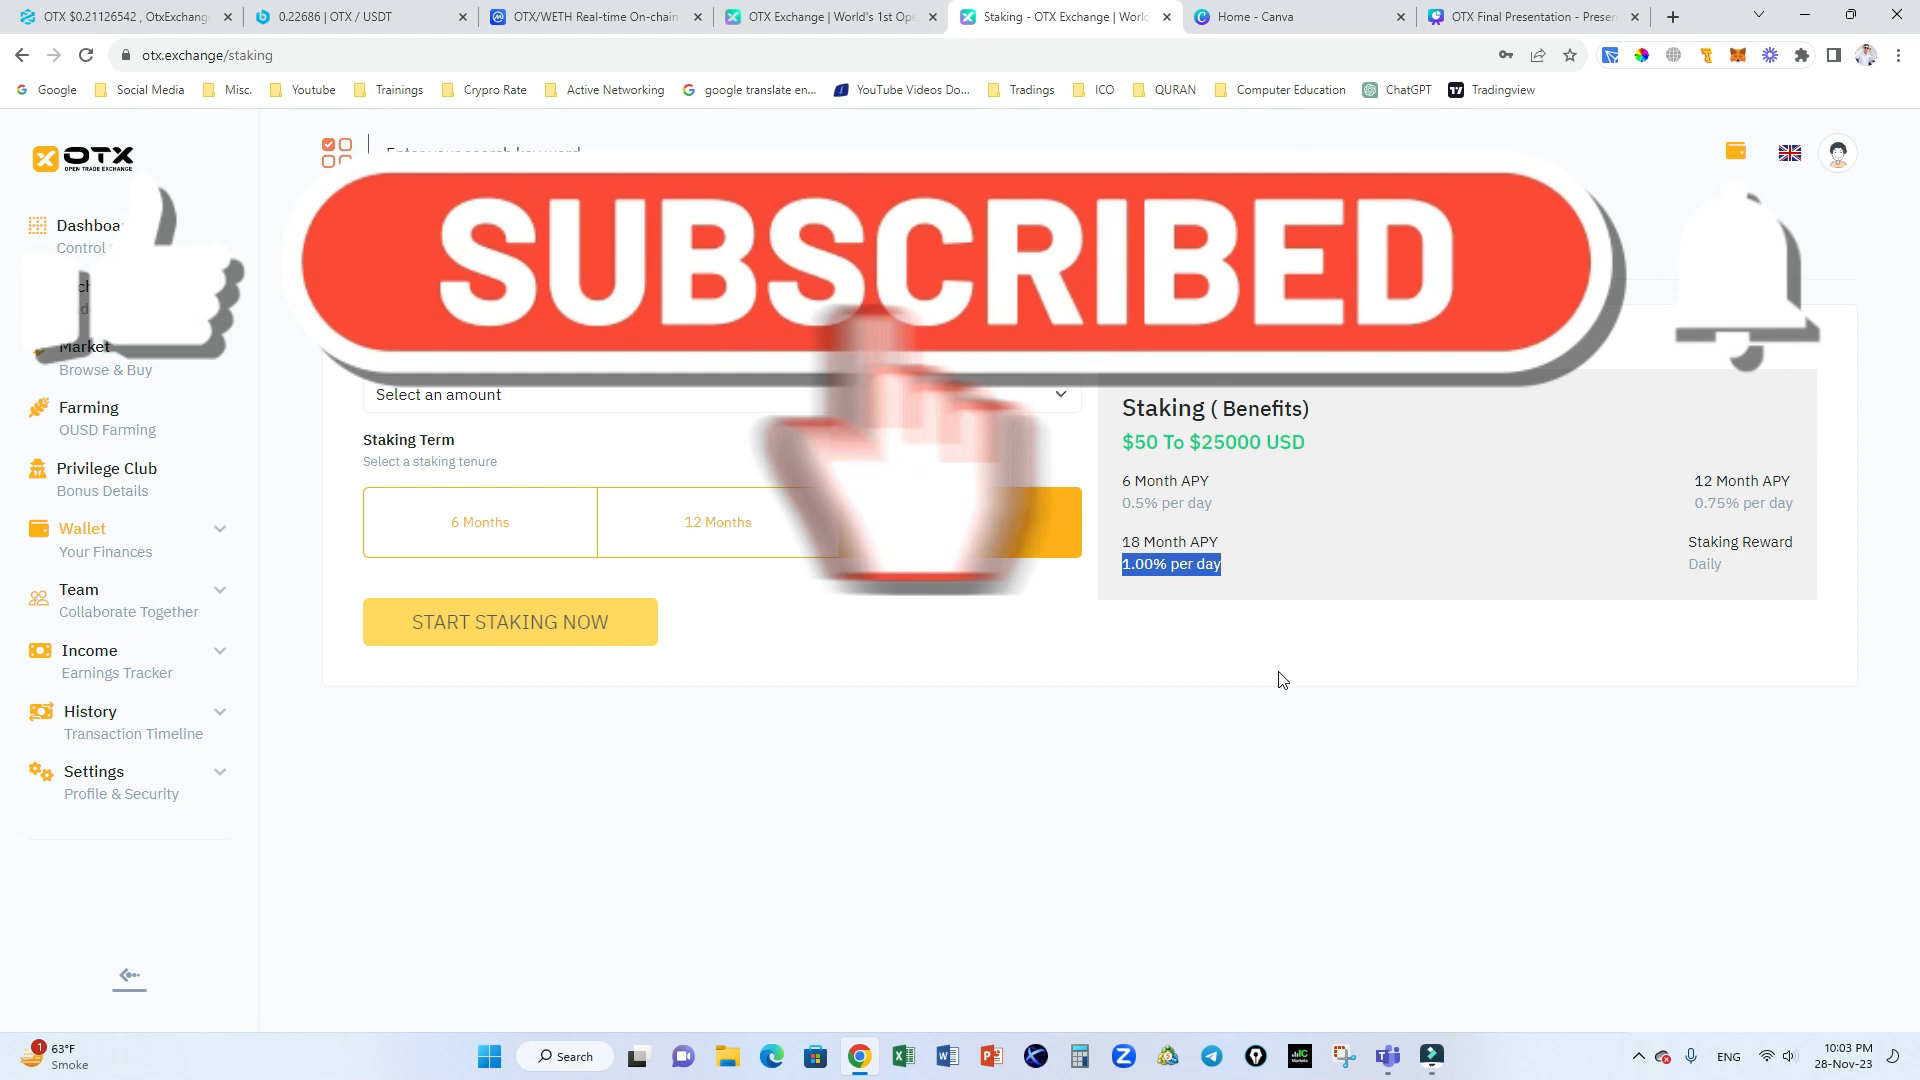 OTX $0.21126542 , OtxExchang
0.22686 | OTX / USDT
OTX/WETH Real-time On-chain
OTX Exchange | World's 1st Ope
Staking - OTX Exchange | World
Home - Canva
OTX Final Presentation - Presen
otx.exchange/staking
Google
Social Media
Misc.
Youtube
Trainings
Crypro Rate
Active Networking
google translate en...
YouTube Videos Do...
Tradings
ICO
QURAN
Computer Education
ChatGPT
Tradingview
OTX
OPEN TRADE EXCHANGE
SUBSCRIBED
Dashboa
Control
Market
Browse & Buy
Farming
OUSD Farming
Privilege Club
Bonus Details
Wallet
Your Finances
Team
Collaborate Together
Income
Earnings Tracker
History
Transaction Timeline
Settings
Profile & Security
Select an amount
Staking Term
Select a staking tenure
6 Months
12 Months
START STAKING NOW
Staking ( Benefits)
$50 To $25000 USD
6 Month APY
0.5% per day
12 Month APY
0.75% per day
18 Month APY
1.00% per day
Staking Reward
Daily
1
63°F
Smoke
Search
ENG
10:03 PM
28-Nov-23